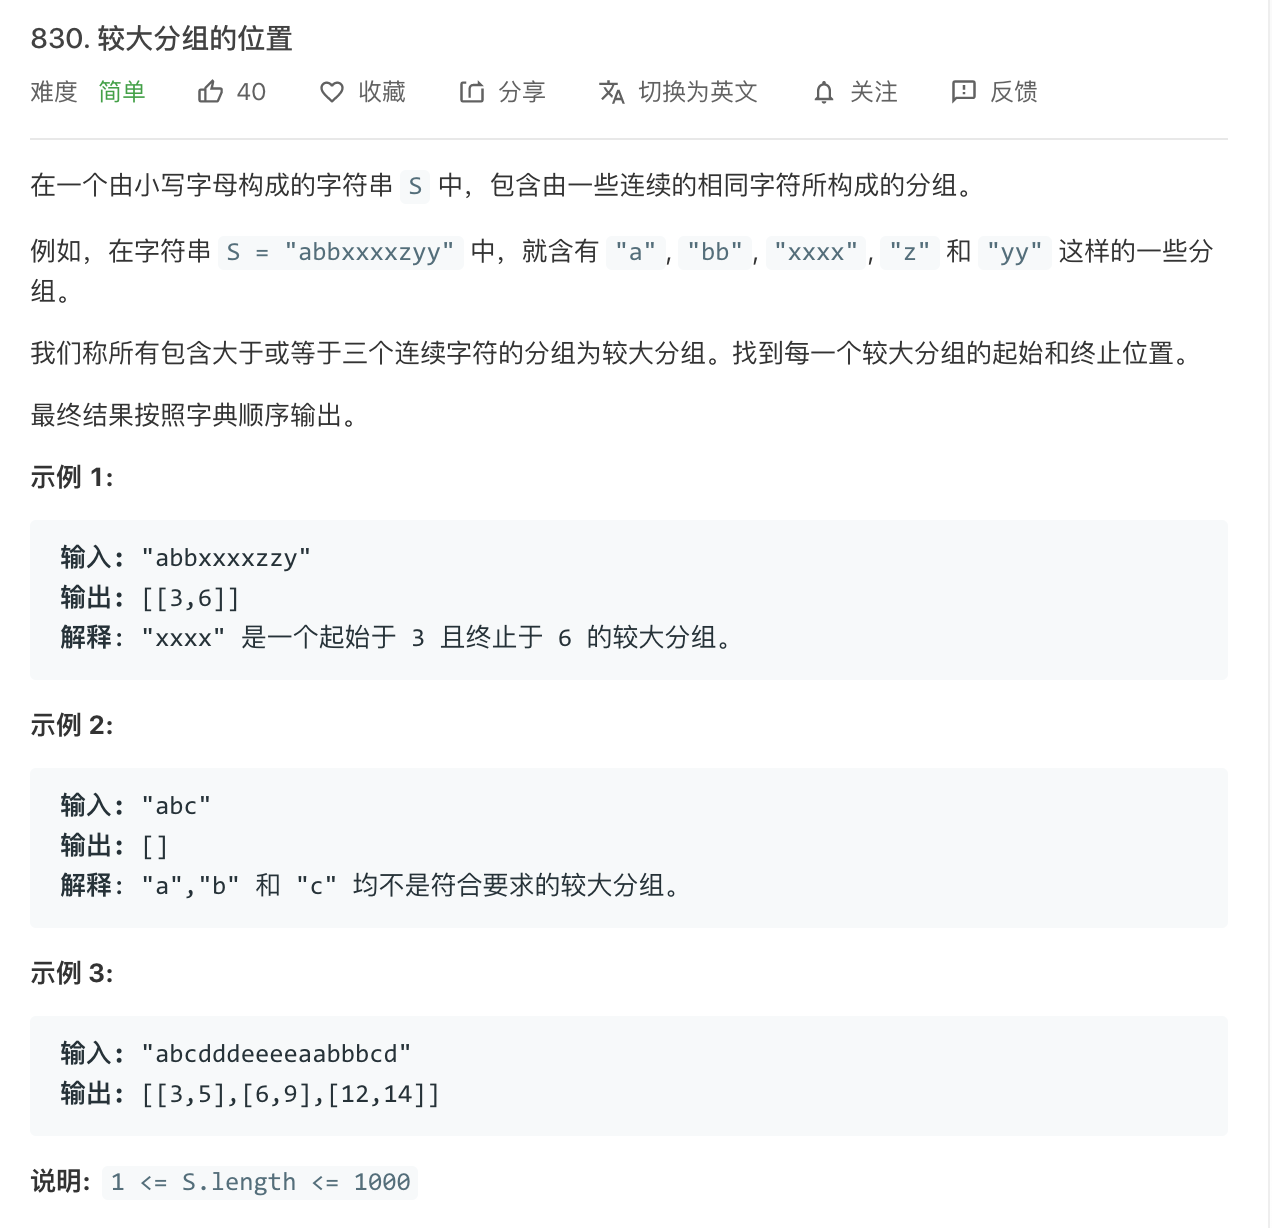 830. 较大分组的位置
难度 简单 40 收藏 分享 切换为英文 关注 反馈
在一个由小写字母构成的字符串 S 中，包含由一些连续的相同字符所构成的分组。
例如，在字符串 S = "abbxxxxzyy" 中，就含有 "a", "bb", "xxxx", "z" 和 "yy" 这样的一些分
组。
我们称所有包含大于或等于三个连续字符的分组为较大分组。找到每一个较大分组的起始和终止位置。
最终结果按照字典顺序输出。
示例 1:
输入: "abbxxxxzzy"
输出: [[3,6]]
解释: "xxxx" 是一个起始于 3 且终止于 6 的较大分组。
示例 2:
输入: "abc"
输出: []
解释: "a","b" 和 "c" 均不是符合要求的较大分组。
示例 3:
输入: "abcdddeeeeaabbbcd"
输出: [[3,5],[6,9],[12,14]]
说明: 1 <= S.length <= 1000